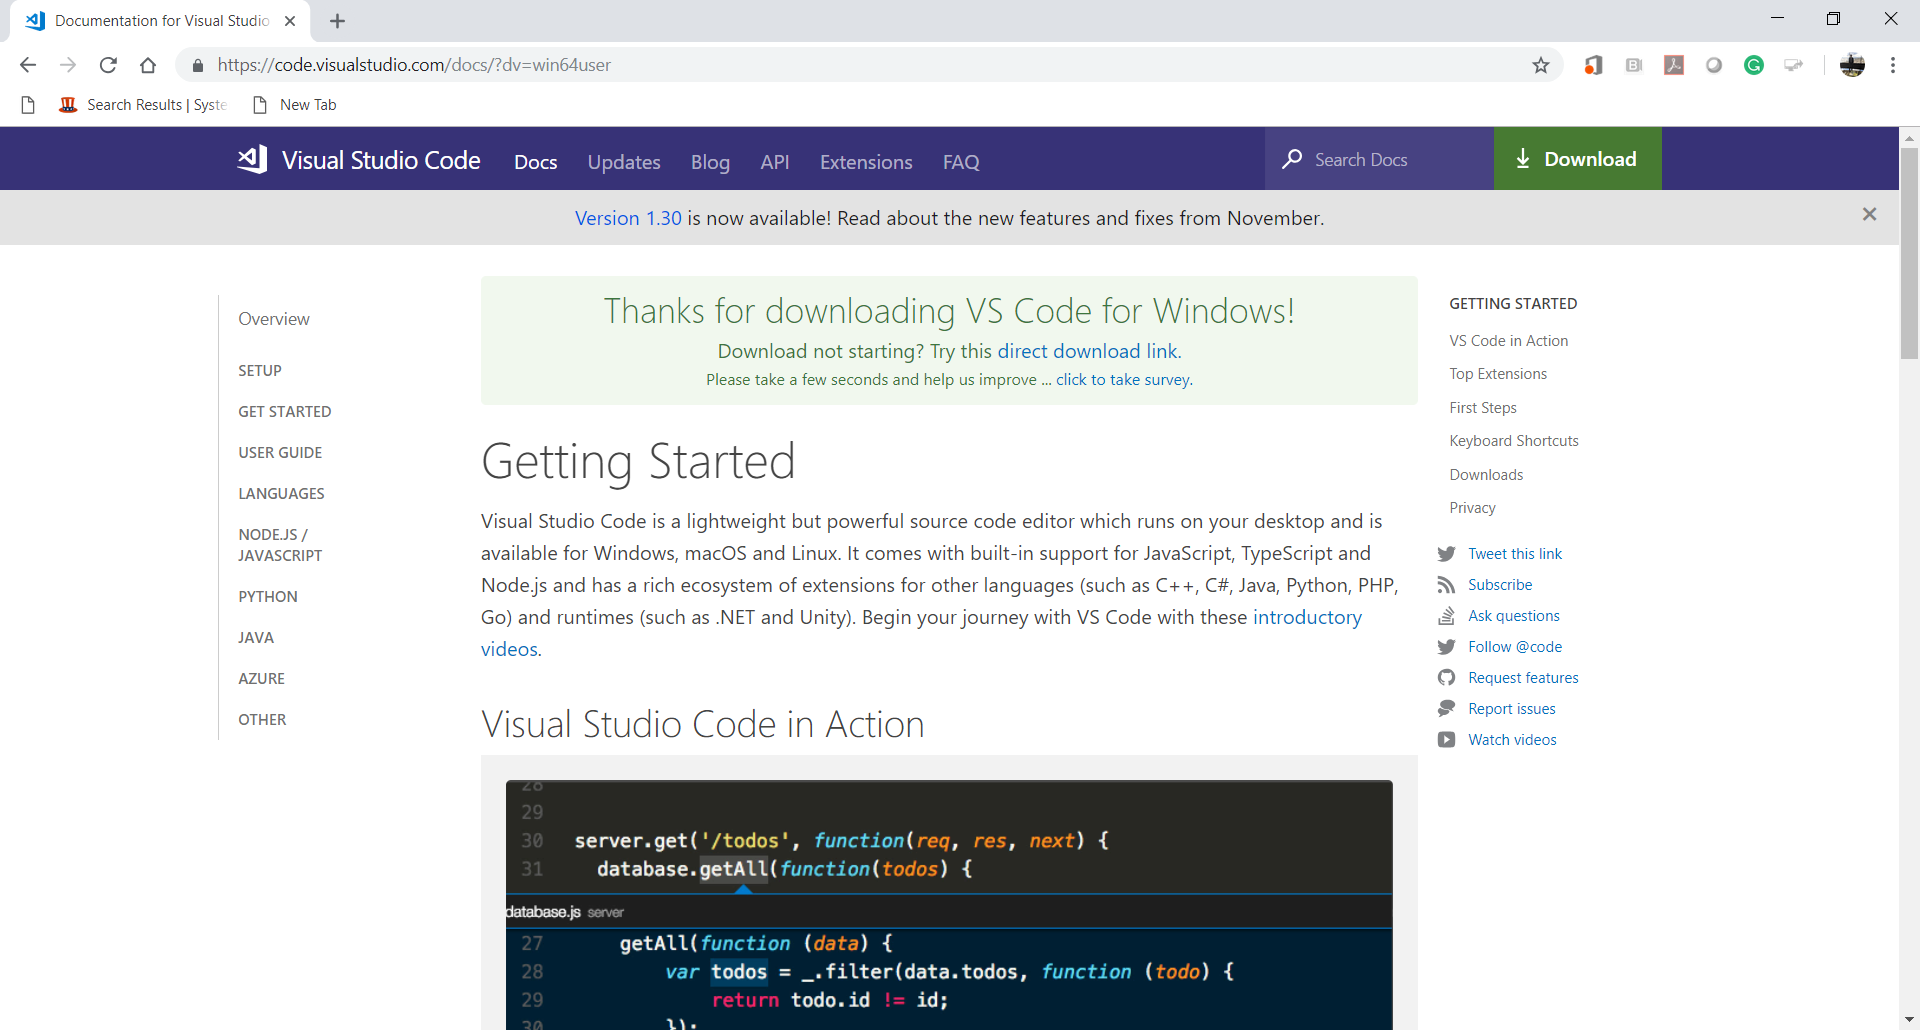 Documentation for Visual Studio
https://code.visualstudio.com/docs/?dv=win64user
Search Results | Syste
New Tab
Visual Studio Code
Docs
Updates
Blog
API
Extensions
FAQ
Search Docs
Download
Version 1.30 is now available! Read about the new features and fixes from November.
Overview
SETUP
GET STARTED
USER GUIDE
LANGUAGES
NODE.JS /
JAVASCRIPT
PYTHON
JAVA
AZURE
OTHER
Thanks for downloading VS Code for Windows!
Download not starting? Try this direct download link.
Please take a few seconds and help us improve ... click to take survey.
Getting Started
Visual Studio Code is a lightweight but powerful source code editor which runs on your desktop and is
available for Windows, macOS and Linux. It comes with built-in support for JavaScript, TypeScript and
Node.js and has a rich ecosystem of extensions for other languages (such as C++, C#, Java, Python, PHP,
Go) and runtimes (such as .NET and Unity). Begin your journey with VS Code with these introductory
videos.
Visual Studio Code in Action
28
29
30 server.get('/todos', function(req, res, next) {
31 database.getAll(function(todos) {
database.js server
27 getAll(function (data) {
28 var todos = _.filter(data.todos, function (todo) {
29 return todo.id != id;
30 });
GETTING STARTED
VS Code in Action
Top Extensions
First Steps
Keyboard Shortcuts
Downloads
Privacy
Tweet this link
Subscribe
Ask questions
Follow @code
Request features
Report issues
Watch videos